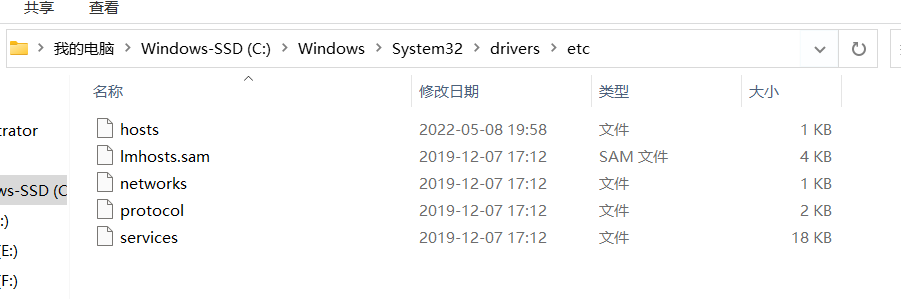 共享 查看
我的电脑 Windows-SSD (C:) Windows System32 drivers etc
名称 修改日期 类型 大小
hosts 2022-05-08 19:58 文件 1 KB
trator
lmhosts.sam 2019-12-07 17:12 SAM 文件 4 KB
networks 2019-12-07 17:12 文件 1 KB
ws-SSD (C
protocol 2019-12-07 17:12 文件 2 KB
:)
services 2019-12-07 17:12 文件 18 KB
(E:)
(F:)